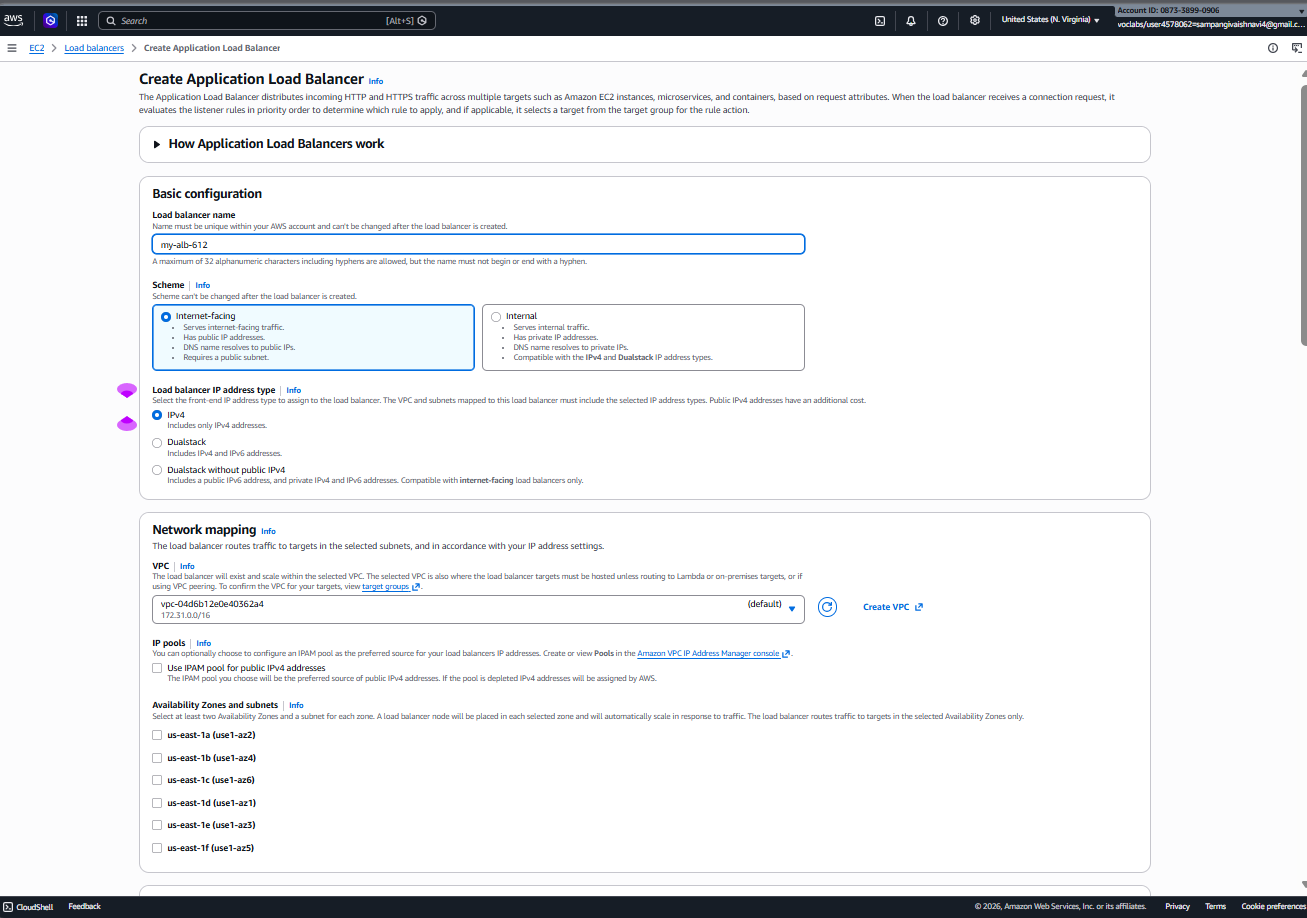 aws
Search
[Alt+S]
United States (N. Virginia)
Account ID: 0873-3899-0906
voclabs/user4578062=sampangivaishnavi4@gmail.c...
EC2
Load balancers
Create Application Load Balancer
Create Application Load Balancer Info
The Application Load Balancer distributes incoming HTTP and HTTPS traffic across multiple targets such as Amazon EC2 instances, microservices, and containers, based on request attributes. When the load balancer receives a connection request, it
evaluates the listener rules in priority order to determine which rule to apply, and if applicable, it selects a target from the target group for the rule action.
How Application Load Balancers work
Basic configuration
Load balancer name
Name must be unique within your AWS account and can't be changed after the load balancer is created.
my-alb-612
A maximum of 32 alphanumeric characters including hyphens are allowed, but the name must not begin or end with a hyphen.
Scheme Info
Scheme can't be changed after the load balancer is created.
Internet-facing
• Serves internet-facing traffic.
• Has public IP addresses.
• DNS name resolves to public IPs.
• Requires a public subnet.
Internal
• Serves internal traffic.
• Has private IP addresses.
• DNS name resolves to private IPs.
• Compatible with the IPv4 and Dualstack IP address types.
Load balancer IP address type Info
Select the front-end IP address type to assign to the load balancer. The VPC and subnets mapped to this load balancer must include the selected IP address types. Public IPv4 addresses have an additional cost.
IPv4
Includes only IPv4 addresses.
Dualstack
Includes IPv4 and IPv6 addresses.
Dualstack without public IPv4
Includes a public IPv6 address, and private IPv4 and IPv6 addresses. Compatible with internet-facing load balancers only.
Network mapping Info
The load balancer routes traffic to targets in the selected subnets, and in accordance with your IP address settings.
VPC Info
The load balancer will exist and scale within the selected VPC. The selected VPC is also where the load balancer targets must be hosted unless routing to Lambda or on-premises targets, or if
using VPC peering. To confirm the VPC for your targets, view target groups.
vpc-04d6b12e0e40362a4
(default)
172.31.0.0/16
Create VPC
IP pools Info
You can optionally choose to configure an IPAM pool as the preferred source for your load balancers IP addresses. Create or view Pools in the Amazon VPC IP Address Manager console.
Use IPAM pool for public IPv4 addresses
The IPAM pool you choose will be the preferred source of public IPv4 addresses. If the pool is depleted IPv4 addresses will be assigned by AWS.
Availability Zones and subnets Info
Select at least two Availability Zones and a subnet for each zone. A load balancer node will be placed in each selected zone and will automatically scale in response to traffic. The load balancer routes traffic to targets in the selected Availability Zones only.
us-east-1a (use1-az2)
us-east-1b (use1-az4)
us-east-1c (use1-az6)
us-east-1d (use1-az1)
us-east-1e (use1-az3)
us-east-1f (use1-az5)
CloudShell
Feedback
© 2026, Amazon Web Services, Inc. or its affiliates.
Privacy
Terms
Cookie preferences